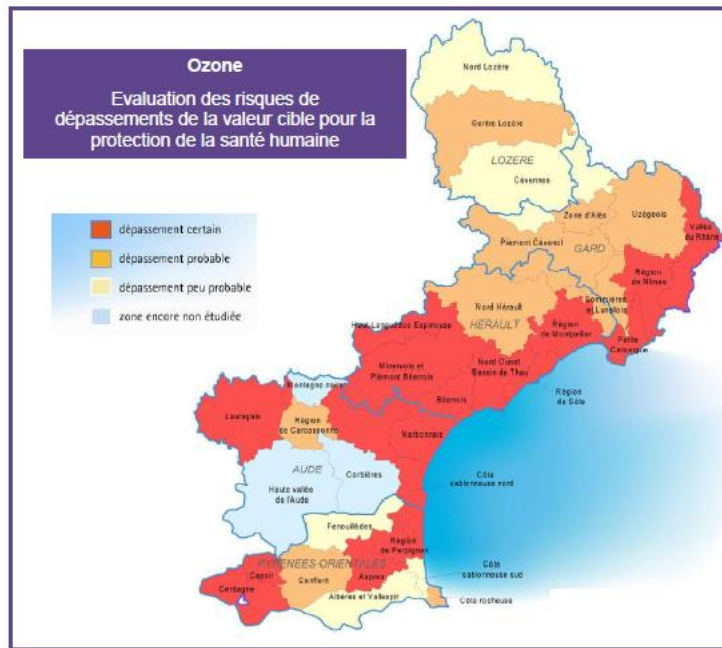 Ozone
Evaluation des risques de
dépassements de la valeur cible pour la
protection de la santé humaine
dépassement certain
dépassement probable
dépassement peu probable
zone encore non étudiée
Nord Lozère
Centre Lozère
LOZERE
Cévennes
Zone d'Alès
Uzégeois
Vallée
du Rhône
Piémont Cévenol
GARD
Région
de Nîmes
Nord Hérault
Sommières
et Lunellois
HERAULT
Haut Languedoc Espinouse
Région
de Montpellier
Petite
Camargue
Minervois et
Piémont Biterrois
Nord Ouest
Bassin de Thau
Biterrois
Région
de Sète
Montagne noire
Lauragais
Région
de Carcassonne
Narbonnais
AUDE
Corbières
Haute vallée
de l'Aude
Côte
sablonneuse nord
Fenouillèdes
Région
de Perpignan
PYRENEES-ORIENTALES
Capcir
Cerdagne
Conflent
Aspres
Côte
sablonneuse sud
Albères et Vallespir
Côte rocheuse